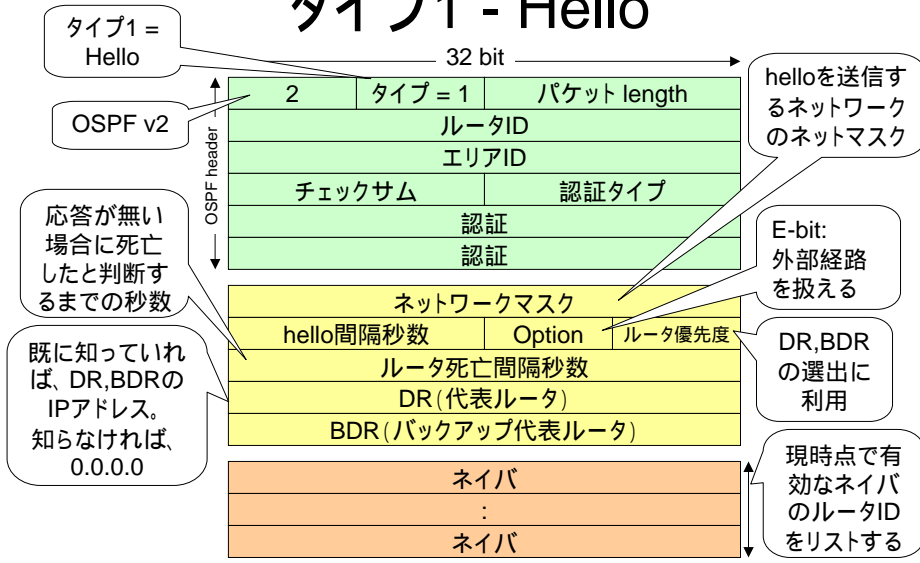 タイプ1 - Hello
タイプ1 =
Hello
32 bit
OSPF v2
OSPF header
2
タイプ = 1
パケット length
ルータID
エリアID
チェックサム
認証タイプ
認証
認証
helloを送信す
るネットワーク
のネットマスク
応答が無い
場合に死亡
したと判断す
るまでの秒数
E-bit:
外部経路
を扱える
ネットワークマスク
hello間隔秒数
Option
ルータ優先度
ルータ死亡間隔秒数
DR(代表ルータ)
BDR(バックアップ代表ルータ)
既に知っていれ
ば、DR,BDRの
IPアドレス。
知らなければ、
0.0.0.0
DR,BDR
の選出に
利用
ネイバ
:
ネイバ
現時点で有
効なネイバ
のルータID
をリストする